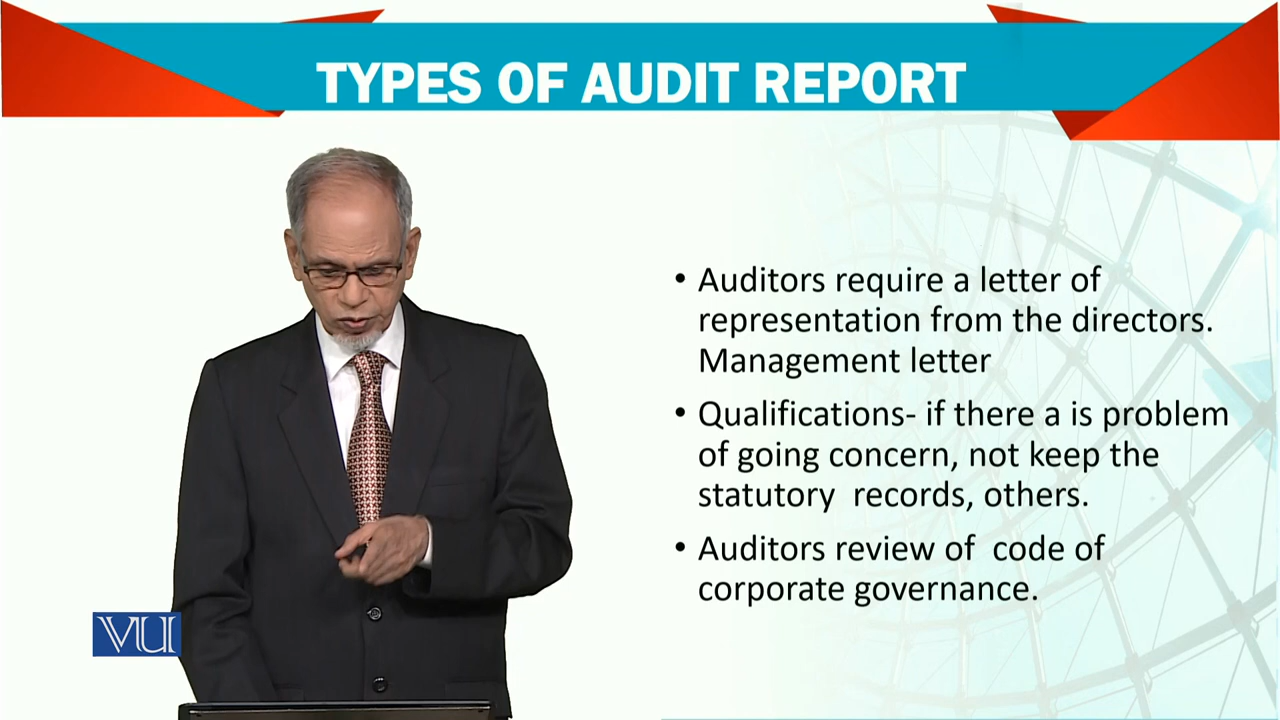 TYPES OF AUDIT REPORT
• Auditors require a letter of
representation from the directors.
Management letter
• Qualifications- if there a is problem
of going concern, not keep the
statutory  records, others.
• Auditors review of  code of
corporate governance.
VU